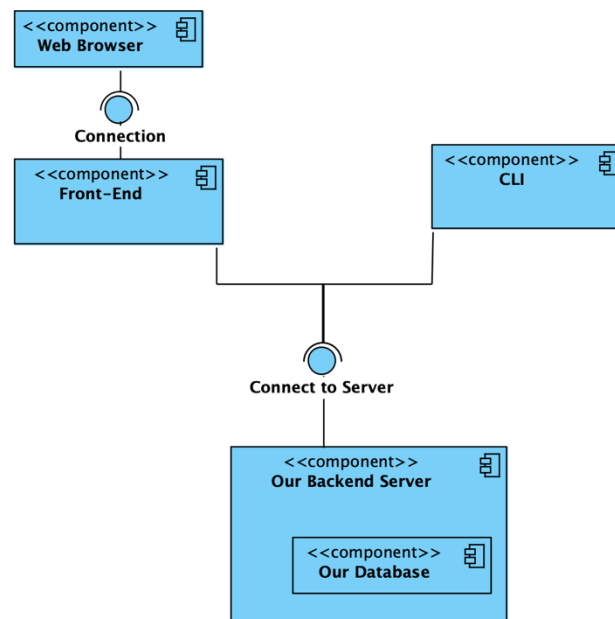 <<component>>
Web Browser
Connection
<<component>>
Front-End
<<component>>
CLI
Connect to Server
<<component>>
Our Backend Server
<<component>>
Our Database